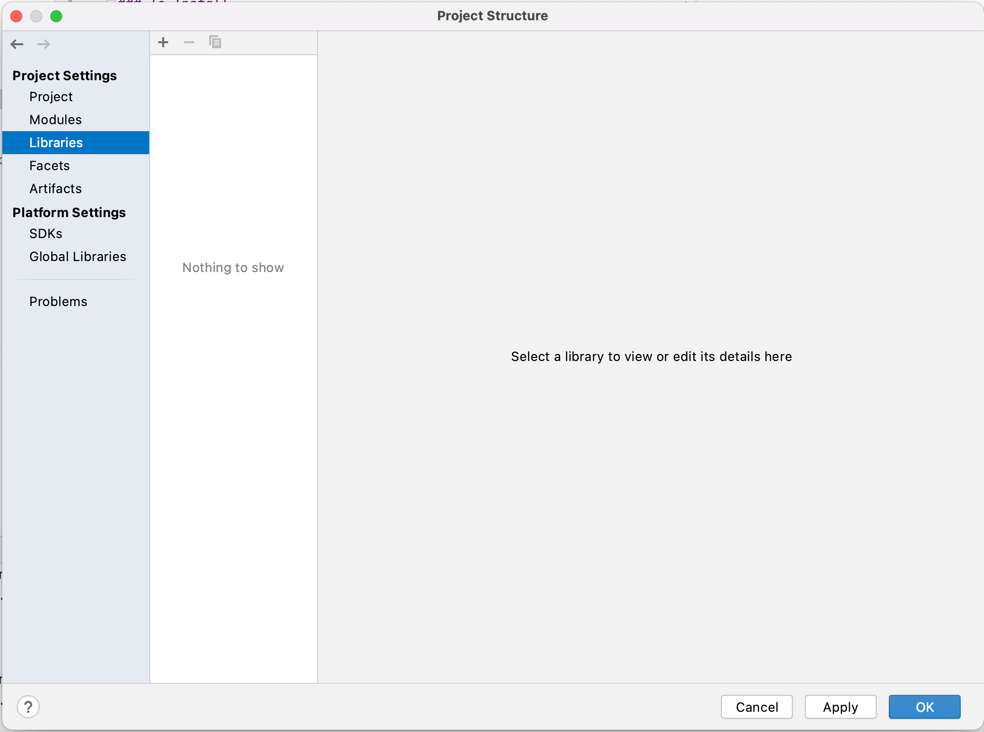 Project Structure
Project Settings
Project
Modules
Libraries
Facets
Artifacts
Platform Settings
SDKs
Global Libraries
Problems
Nothing to show
Select a library to view or edit its details here
?
Cancel
Apply
OK